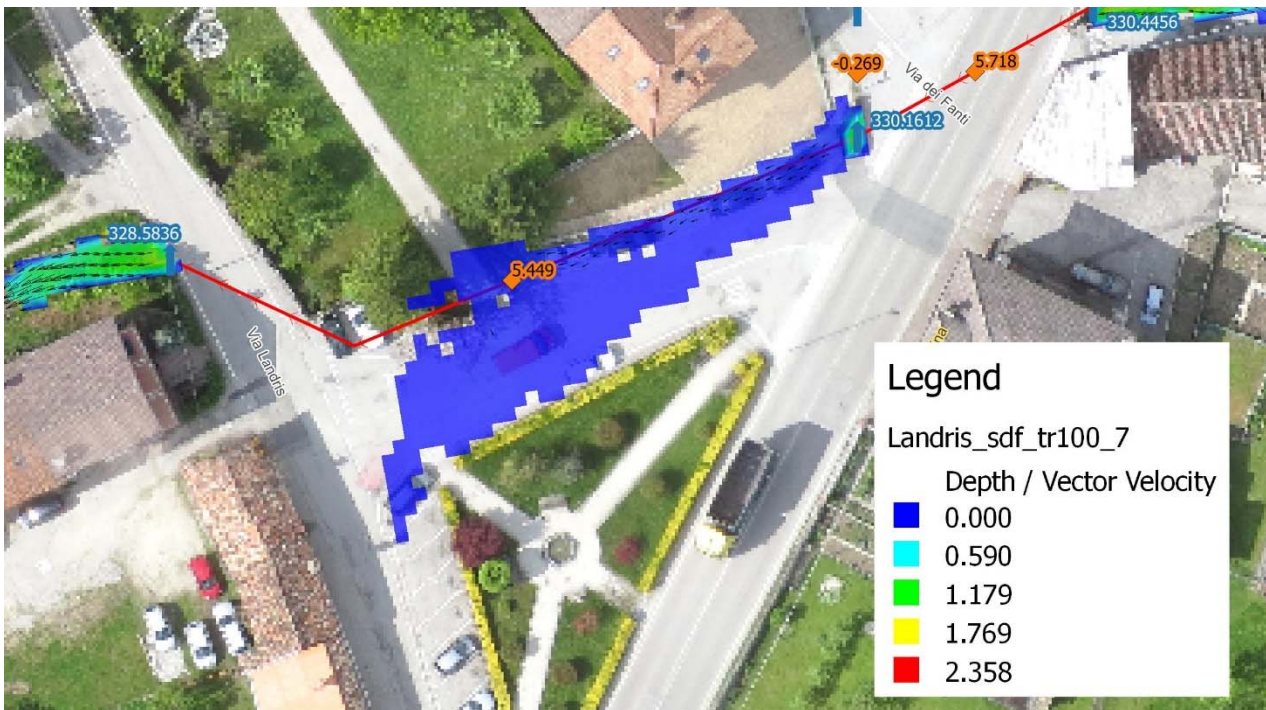 330.4456
-0.269
5.718
Via dei Fanti
330.1612
328.5836
5.449
Via Landris
na
Legend
Landris_sdf_tr100_7
Depth / Vector Velocity
0.000
0.590
1.179
1.769
2.358